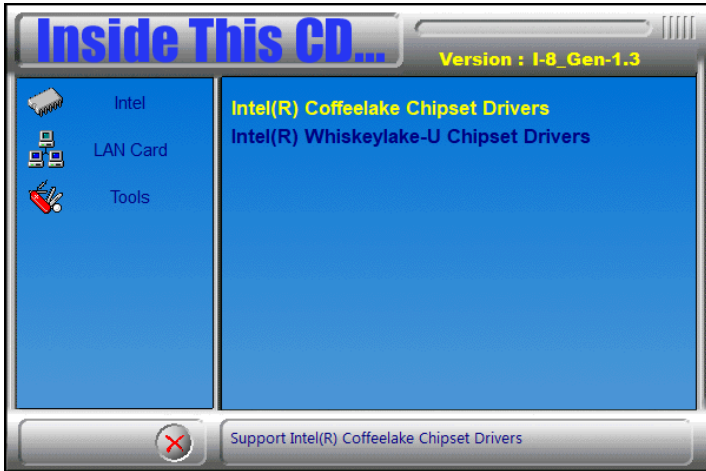 Inside This CD...
Version : I-8_Gen-1.3
Intel
LAN Card
Tools
Intel(R) Coffeelake Chipset Drivers
Intel(R) Whiskeylake-U Chipset Drivers
Support Intel(R) Coffeelake Chipset Drivers